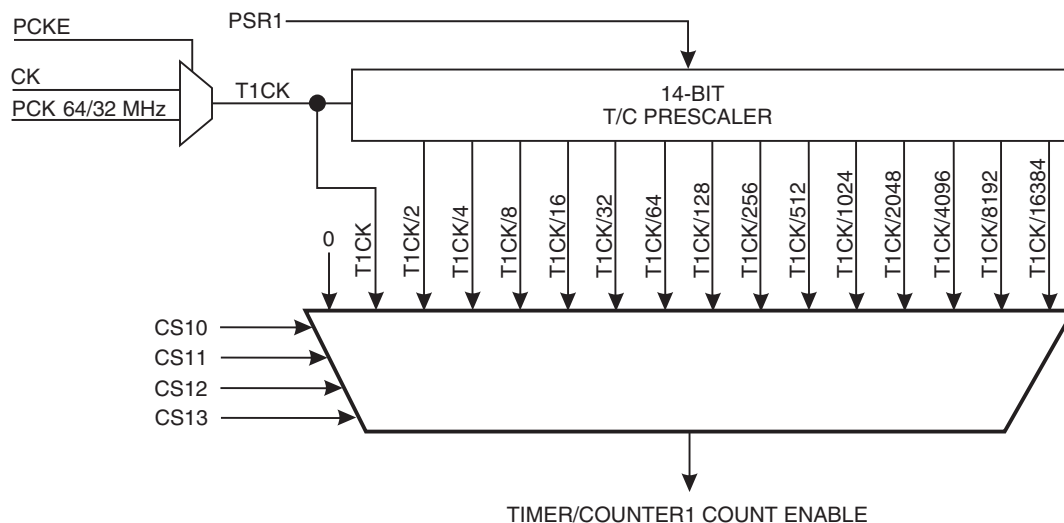 PSR1
PCKE
CK
PCK 64/32 MHz
T1CK
14-BIT
T/C PRESCALER
0
T1CK
T1CK/2
T1CK/4
T1CK/8
T1CK/16
T1CK/32
T1CK/64
T1CK/128
T1CK/256
T1CK/512
T1CK/1024
T1CK/2048
T1CK/4096
T1CK/8192
T1CK/16384
CS10
CS11
CS12
CS13
TIMER/COUNTER1 COUNT ENABLE